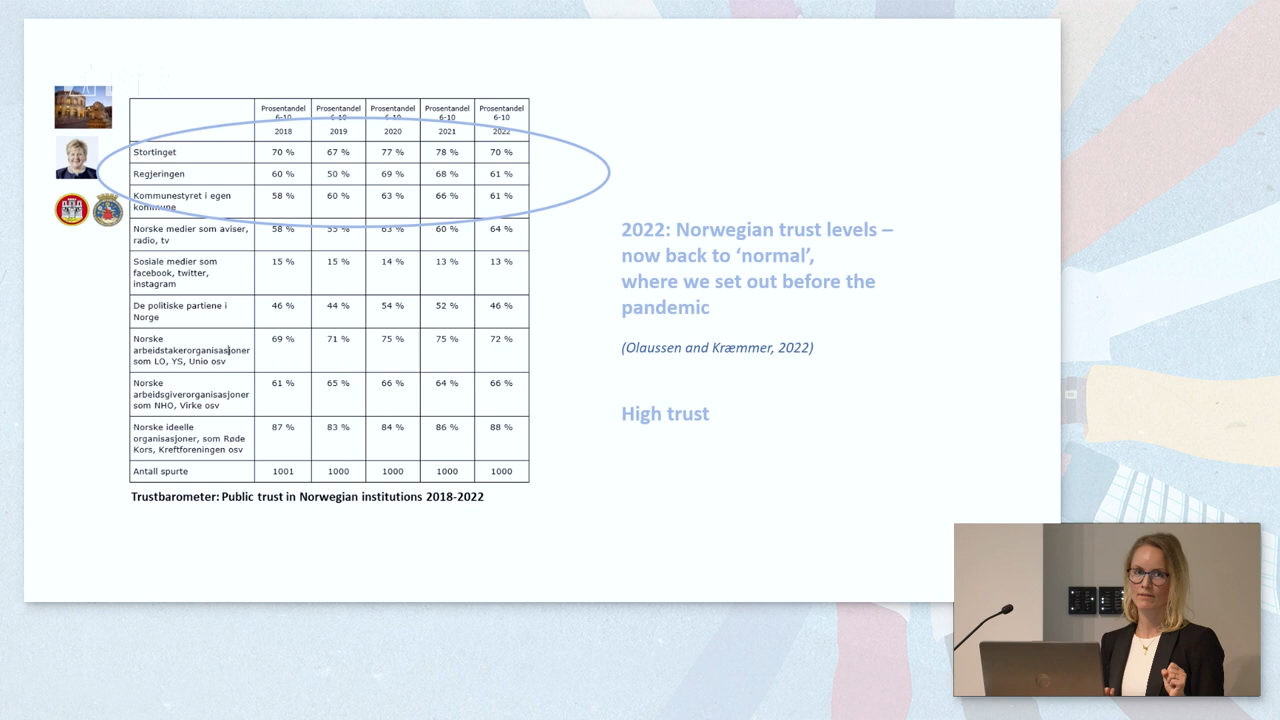 Prosentandel Prosentandel Prosentandel Prosentandel Prosentandel
6-10 6-10 6-10 6-10 6-10
2018 2019 2020 2021 2022
Stortinget 70 % 67 % 77 % 78 % 70 %
Regjeringen 60 % 50 % 69 % 68 % 61 %
Kommunestyret i egen 58 % 60 % 63 % 66 % 61 %
kommune
Norske medier som aviser, 58 % 55 % 63 % 60 % 64 %
radio, tv
Sosiale medier som 15 % 15 % 14 % 13 % 13 %
facebook, twitter,
instagram
De politiske partiene i 46 % 44 % 54 % 52 % 46 %
Norge
Norske 69 % 71 % 75 % 75 % 72 %
arbeidstakerorganisasjoner
som LO, YS, Unio osv
Norske 61 % 65 % 66 % 64 % 66 %
arbeidsgiverorganisasjoner
som NHO, Virke osv
Norske ideelle 87 % 83 % 84 % 86 % 88 %
organisasjoner, som Røde
Kors, Kreftforeningen osv
Antall spurte 1001 1000 1000 1000 1000
Trustbarometer: Public trust in Norwegian institutions 2018-2022
2022: Norwegian trust levels –
now back to ‘normal’,
where we set out before the
pandemic
(Olaussen and Kræmmer, 2022)
High trust